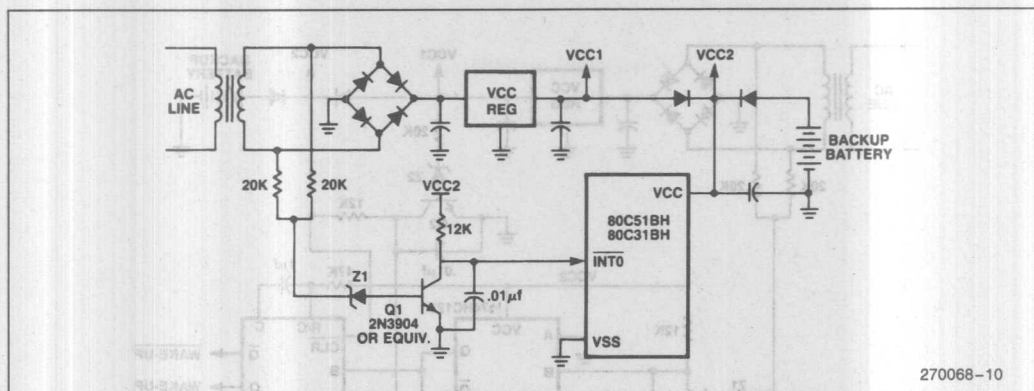 VCC1
VCC2
AC
LINE
VCC
REG
BACKUP
BATTERY
20K
20K
VCC2
VCC
80C51BH
80C31BH
12K
INT0
Z1
.01μf
Q1
2N3904
OR EQUIV.
VSS
270068-10